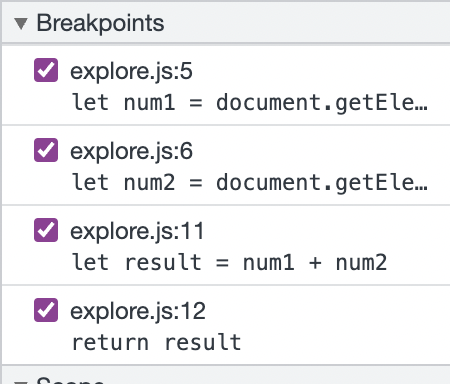 Breakpoints
explore.js:5
let num1 = document.getEle…
explore.js:6
let num2 = document.getEle…
explore.js:11
let result = num1 + num2
explore.js:12
return result
Scope